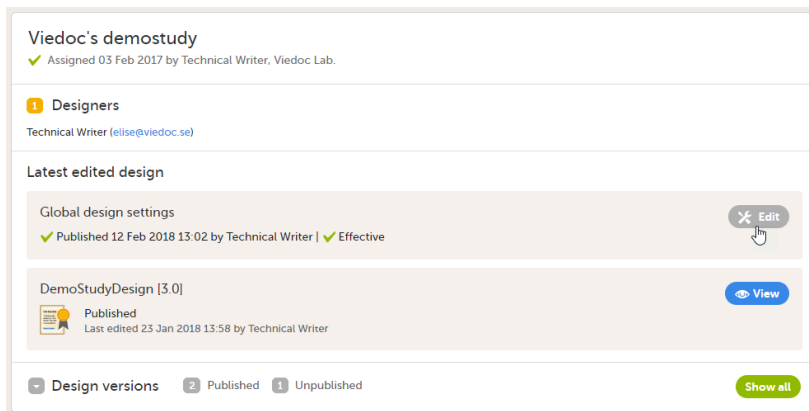 Viedoc's demostudy
Assigned 03 Feb 2017 by Technical Writer, Viedoc Lab.
1 Designers
Technical Writer (elise@viedoc.se)
Latest edited design
Global design settings
Edit
Published 12 Feb 2018 13:02 by Technical Writer | Effective
DemoStudyDesign [3.0]
View
Published
Last edited 23 Jan 2018 13:58 by Technical Writer
Design versions 2 Published 1 Unpublished Show all